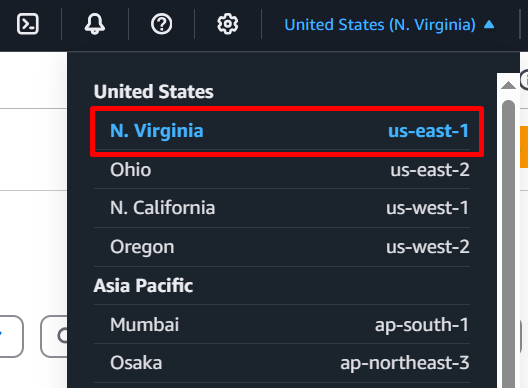 United States (N. Virginia)
United States
N. Virginia us-east-1
Ohio us-east-2
N. California us-west-1
Oregon us-west-2
Asia Pacific
Mumbai ap-south-1
Osaka ap-northeast-3